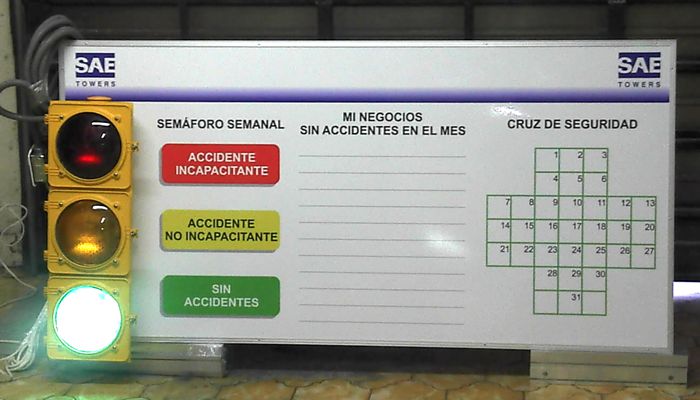 SAE
TOWERS
SAE
TOWERS
SEMÁFORO SEMANAL
ACCIDENTE
INCAPACITANTE
ACCIDENTE
NO INCAPACITANTE
SIN
ACCIDENTES
MI NEGOCIOS
SIN ACCIDENTES EN EL MES
CRUZ DE SEGURIDAD
1 2 3
4 5 6
7 8 9 10 11 12 13
14 15 16 17 18 19 20
21 22 23 24 25 26 27
28 29 30
31